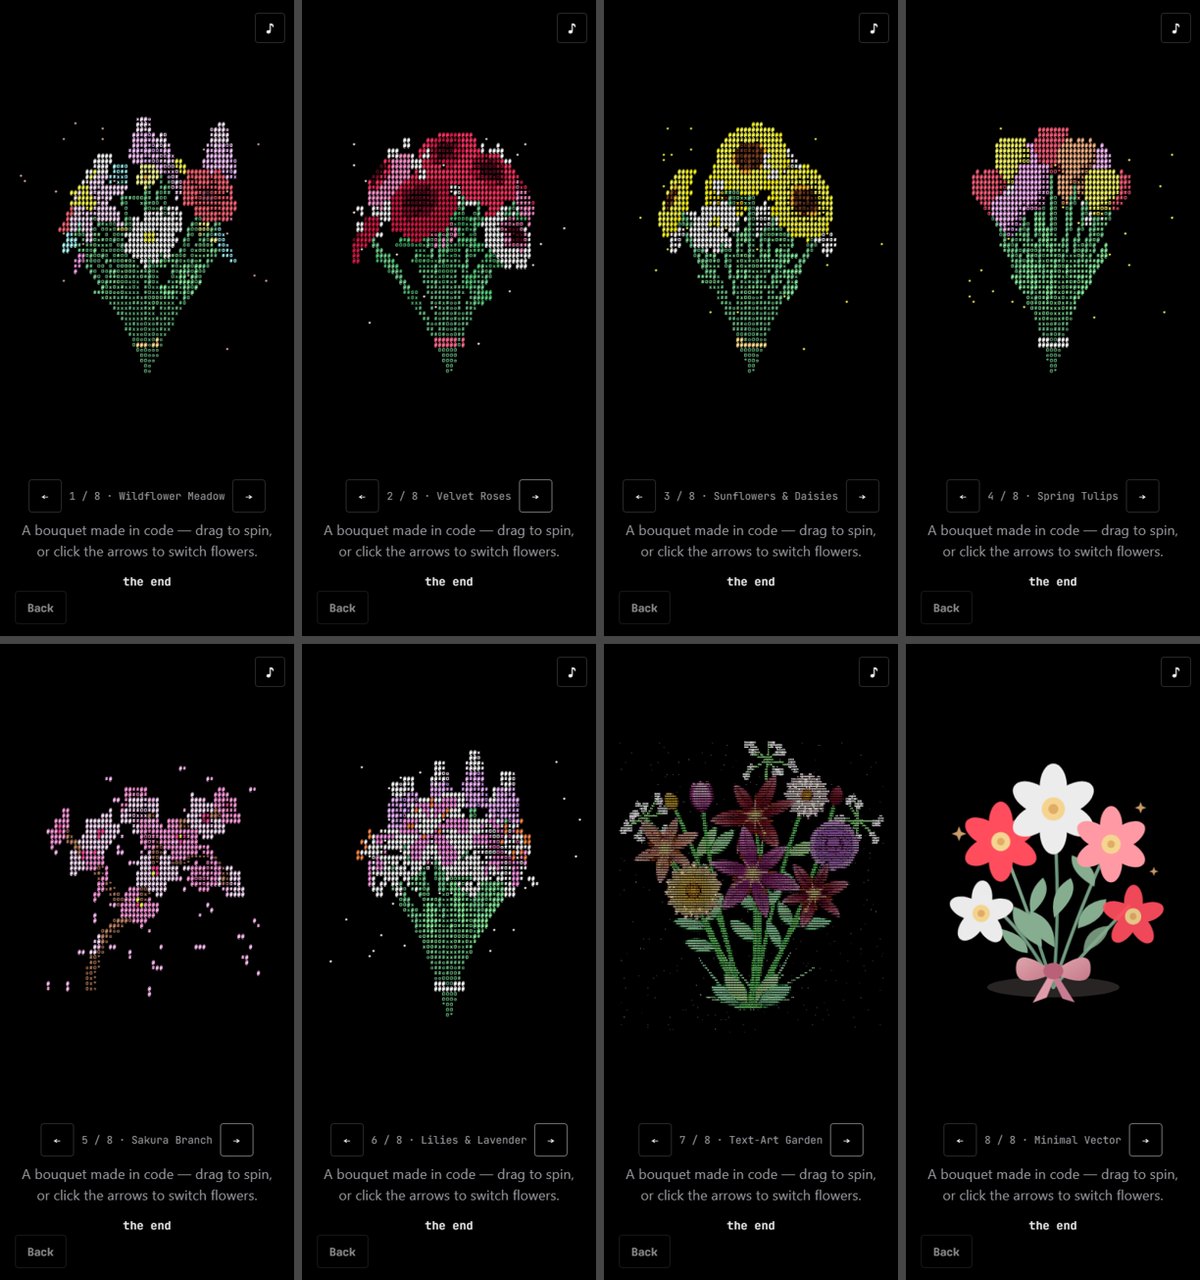 ♪
← 1 / 8 · Wildflower Meadow →
A bouquet made in code — drag to spin,
or click the arrows to switch flowers.
the end
Back
♪
← 2 / 8 · Velvet Roses →
A bouquet made in code — drag to spin,
or click the arrows to switch flowers.
the end
Back
♪
← 3 / 8 · Sunflowers & Daisies →
A bouquet made in code — drag to spin,
or click the arrows to switch flowers.
the end
Back
♪
← 4 / 8 · Spring Tulips →
A bouquet made in code — drag to spin,
or click the arrows to switch flowers.
the end
Back
♪
← 5 / 8 · Sakura Branch →
A bouquet made in code — drag to spin,
or click the arrows to switch flowers.
the end
Back
♪
← 6 / 8 · Lilies & Lavender →
A bouquet made in code — drag to spin,
or click the arrows to switch flowers.
the end
Back
♪
← 7 / 8 · Text-Art Garden →
A bouquet made in code — drag to spin,
or click the arrows to switch flowers.
the end
Back
♪
← 8 / 8 · Minimal Vector →
A bouquet made in code — drag to spin,
or click the arrows to switch flowers.
the end
Back